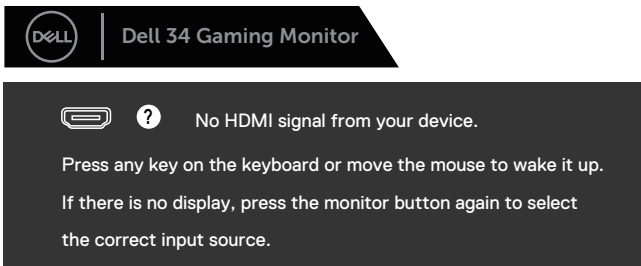 DELL
Dell 34 Gaming Monitor
? No HDMI signal from your device.
Press any key on the keyboard or move the mouse to wake it up.
If there is no display, press the monitor button again to select
the correct input source.